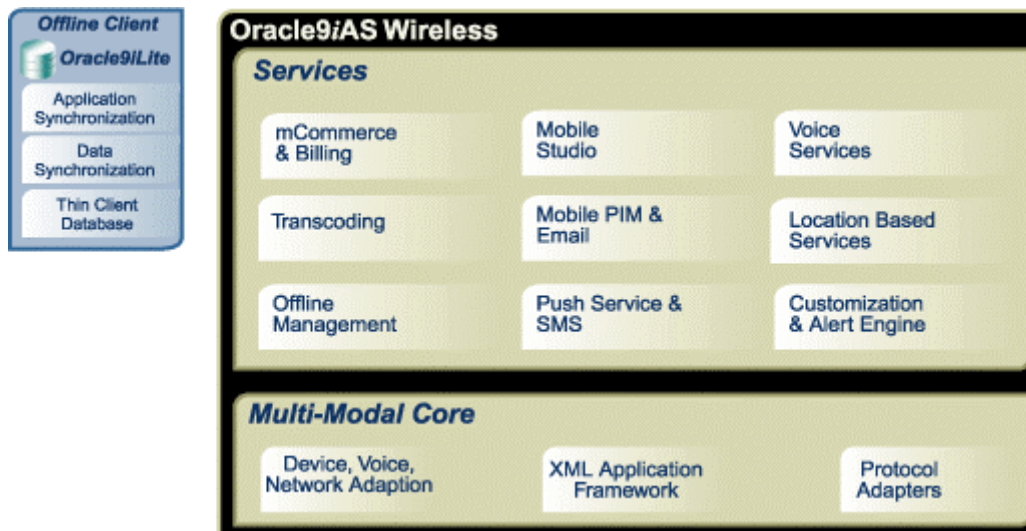 Offline Client
Oracle9iLite
Application
Synchronization
Data
Synchronization
Thin Client
Database
Oracle9iAS Wireless
Services
mCommerce
& Billing
Mobile
Studio
Voice
Services
Transcoding
Mobile PIM &
Email
Location Based
Services
Offline
Management
Push Service &
SMS
Customization
& Alert Engine
Multi-Modal Core
Device, Voice,
Network Adaption
XML Application
Framework
Protocol
Adapters